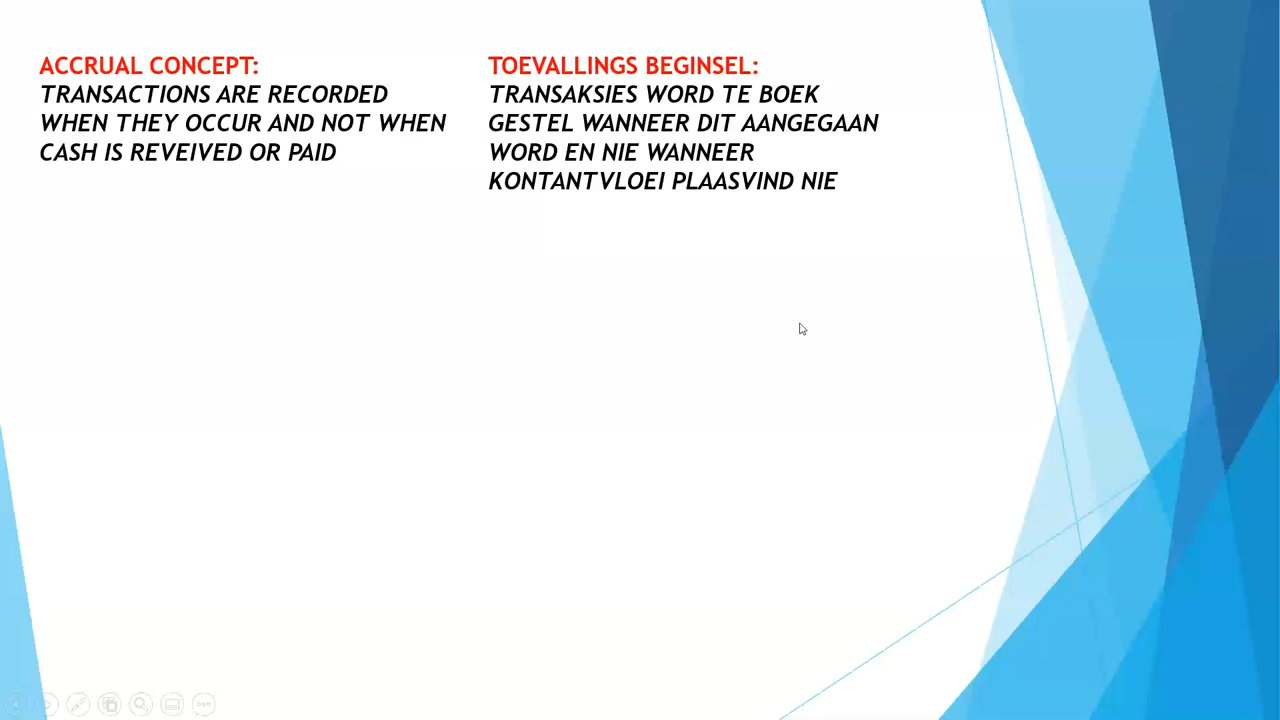 ACCRUAL CONCEPT:
TRANSACTIONS ARE RECORDED
WHEN THEY OCCUR AND NOT WHEN
CASH IS REVEIVED OR PAID
TOEVALLINGS BEGINSEL:
TRANSAKSIES WORD TE BOEK
GESTEL WANNEER DIT AANGEGAAN
WORD EN NIE WANNEER
KONTANTVLOEI PLAASVIND NIE